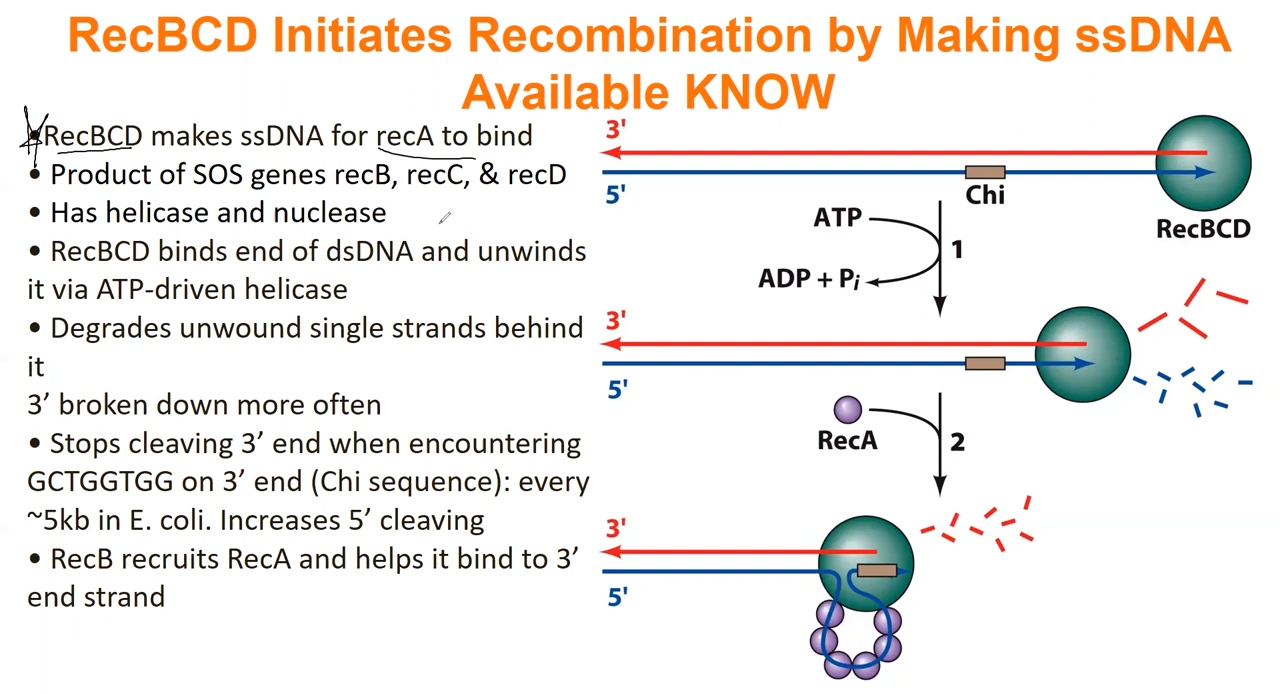 RecBCD Initiates Recombination by Making ssDNA
Available KNOW
•RecBCD makes ssDNA for recA to bind
• Product of SOS genes recB, recC, & recD
• Has helicase and nuclease
• RecBCD binds end of dsDNA and unwinds
it via ATP-driven helicase
• Degrades unwound single strands behind
it
3’ broken down more often
• Stops cleaving 3’ end when encountering
GCTGGTGG on 3’ end (Chi sequence): every
~5kb in E. coli. Increases 5’ cleaving
• RecB recruits RecA and helps it bind to 3’
end strand
3'
5'
Chi
RecBCD
ATP
1
ADP + Pi
3'
5'
RecA
2
3'
5'